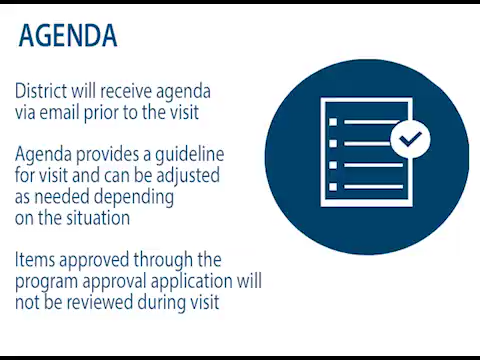 AGENDA
District will receive agenda
via email prior to the visit
Agenda provides a guideline
for visit and can be adjusted
as needed depending
on the situation
Items approved through the
program approval application will
not be reviewed during visit